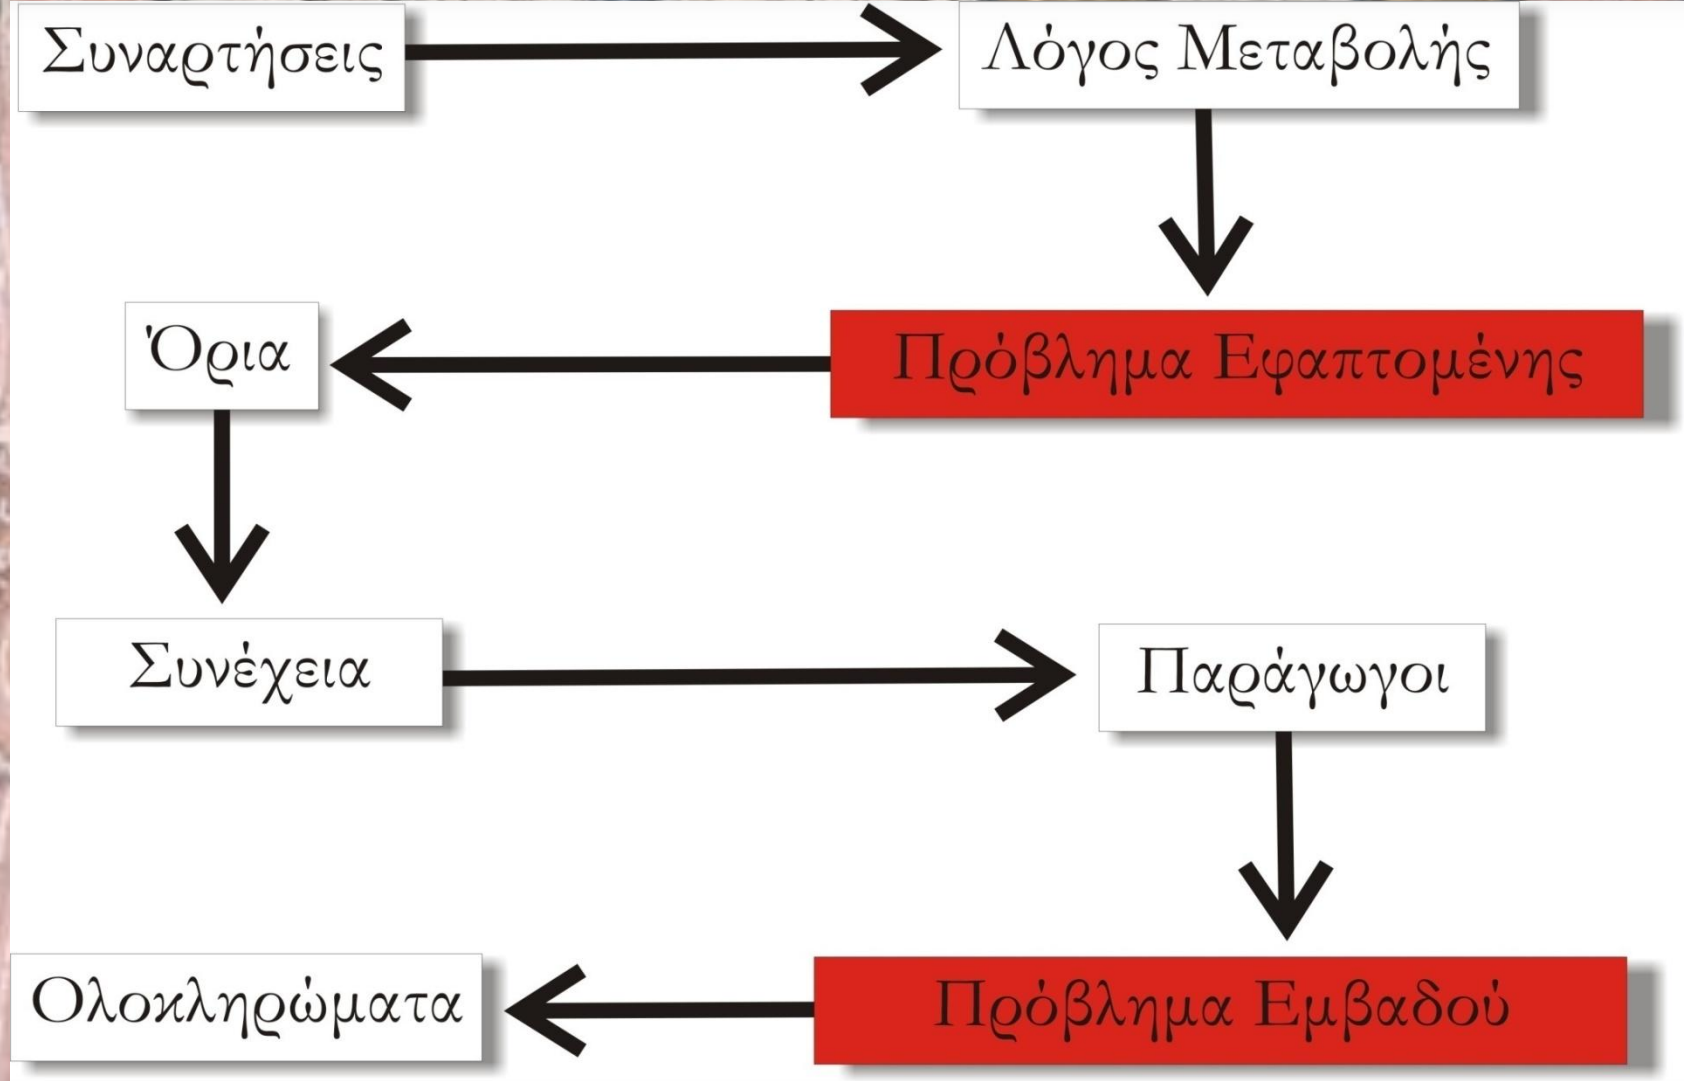 Συναρτήσεις
Λόγος Μεταβολής
Πρόβλημα Εφαπτομένης
Όρια
Συνέχεια
Παράγωγοι
Πρόβλημα Εμβαδού
Ολοκληρώματα